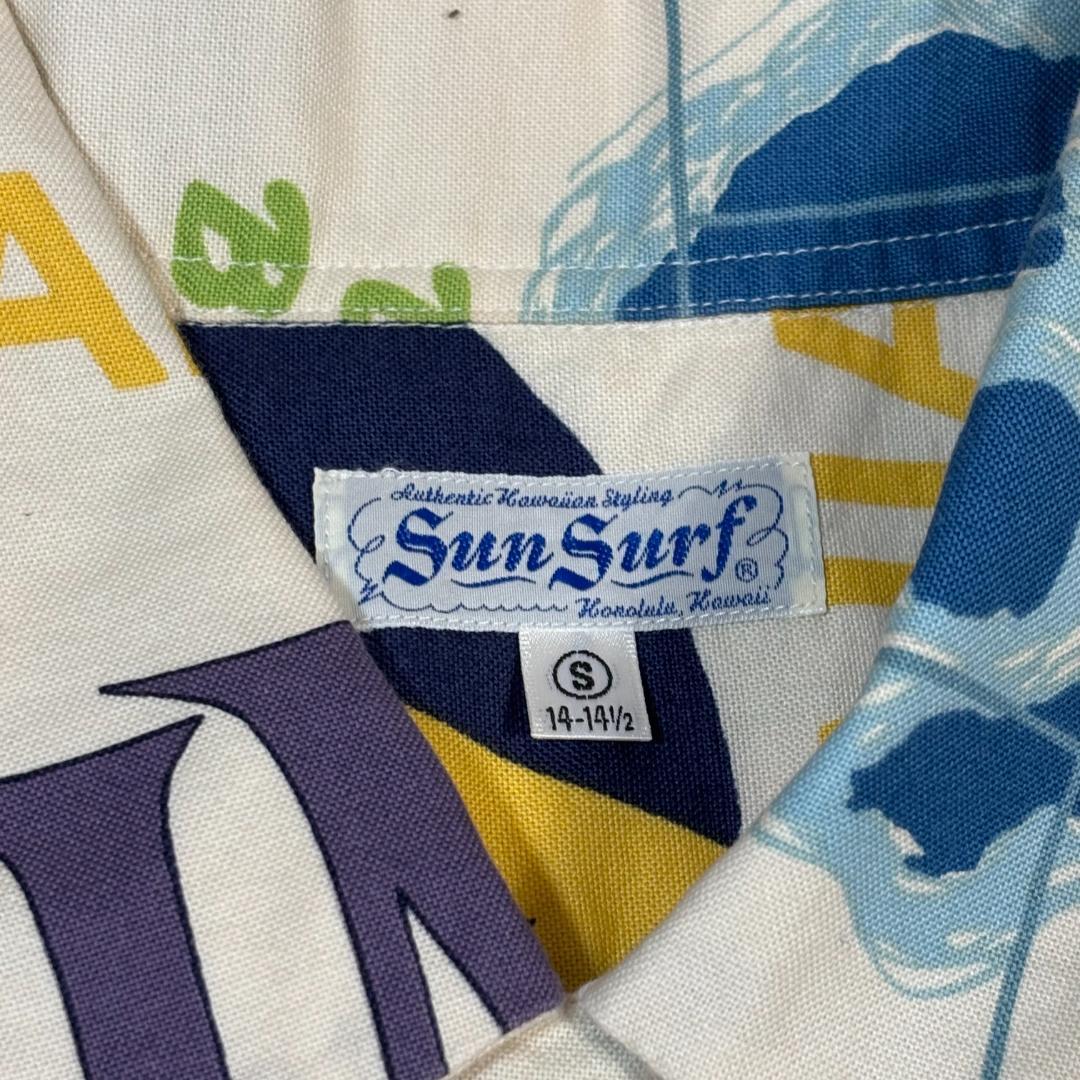 Authentic Hawaiian Styling
Sun Surf®
Honolulu, Hawaii
S
14-14½